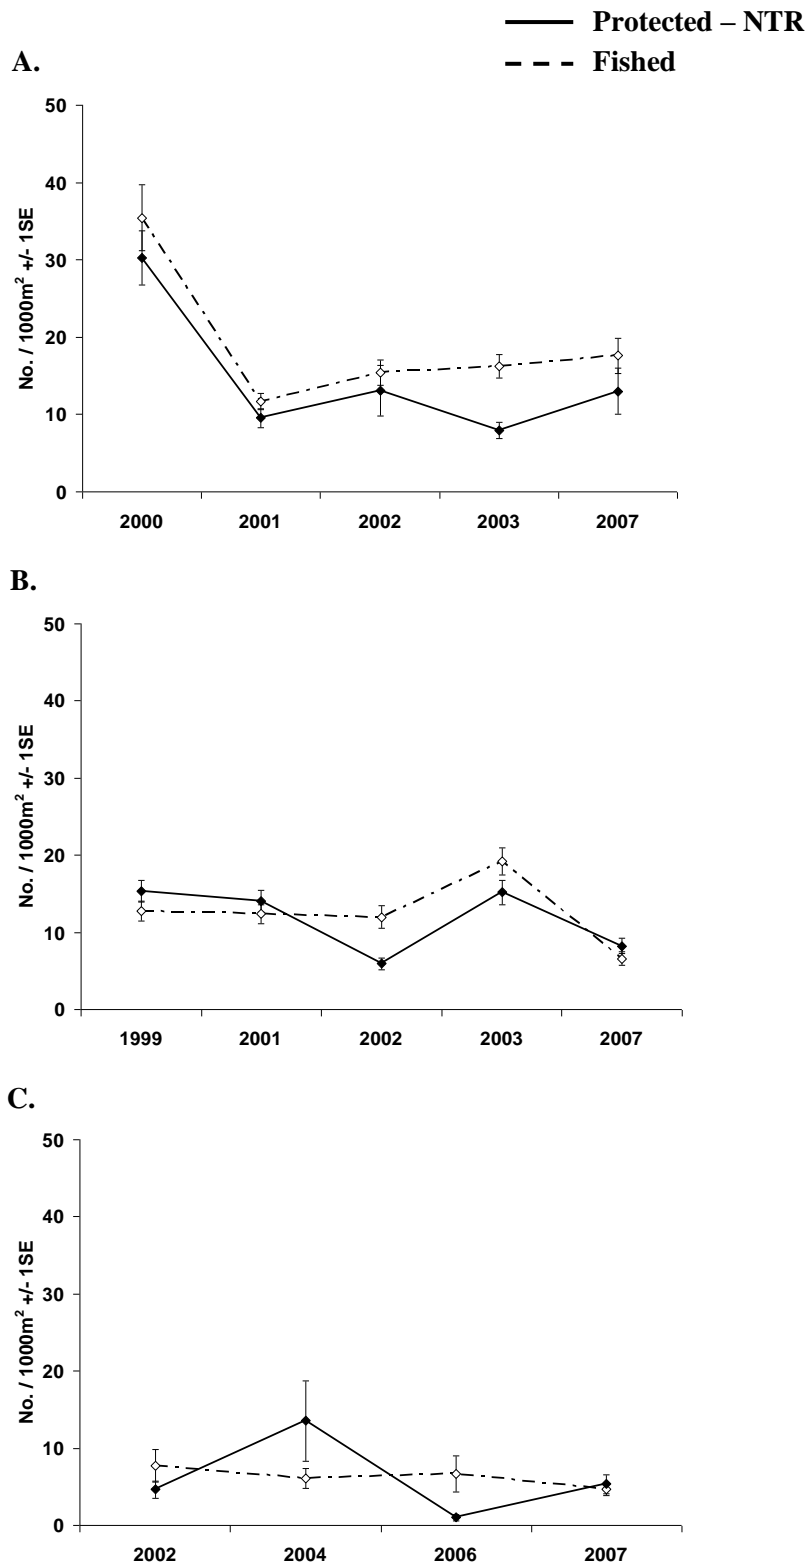 Protected – NTR
Fished
A.
50
40
30
20
10
0
No. / 1000m² +/- 1SE
2000 2001 2002 2003 2007
B.
50
40
30
20
10
0
No. / 1000m² +/- 1SE
1999 2001 2002 2003 2007
C.
50
40
30
20
10
0
No. / 1000m² +/- 1SE
2002 2004 2006 2007